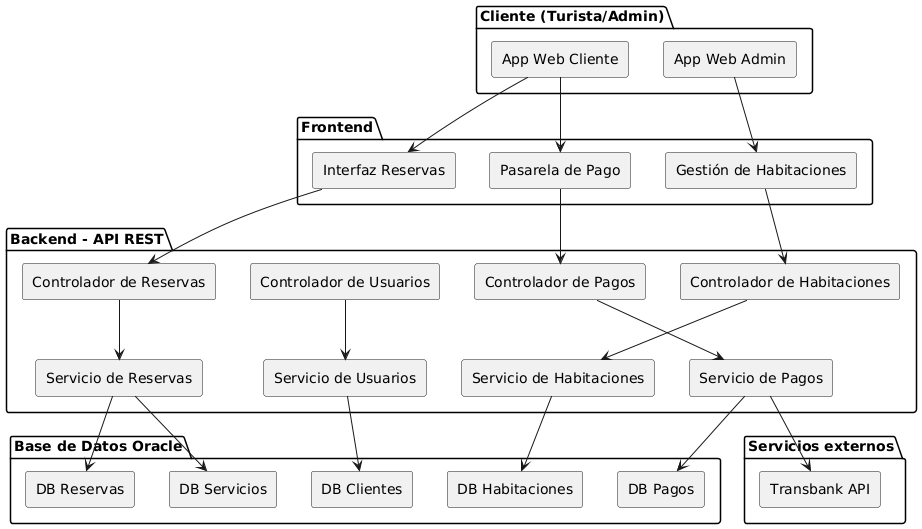 Cliente (Turista/Admin)
App Web Cliente
App Web Admin
Frontend
Interfaz Reservas
Pasarela de Pago
Gestión de Habitaciones
Backend - API REST
Controlador de Reservas
Controlador de Usuarios
Controlador de Pagos
Controlador de Habitaciones
Servicio de Reservas
Servicio de Usuarios
Servicio de Habitaciones
Servicio de Pagos
Base de Datos Oracle
Servicios externos
DB Reservas
DB Servicios
DB Clientes
DB Habitaciones
DB Pagos
Transbank API